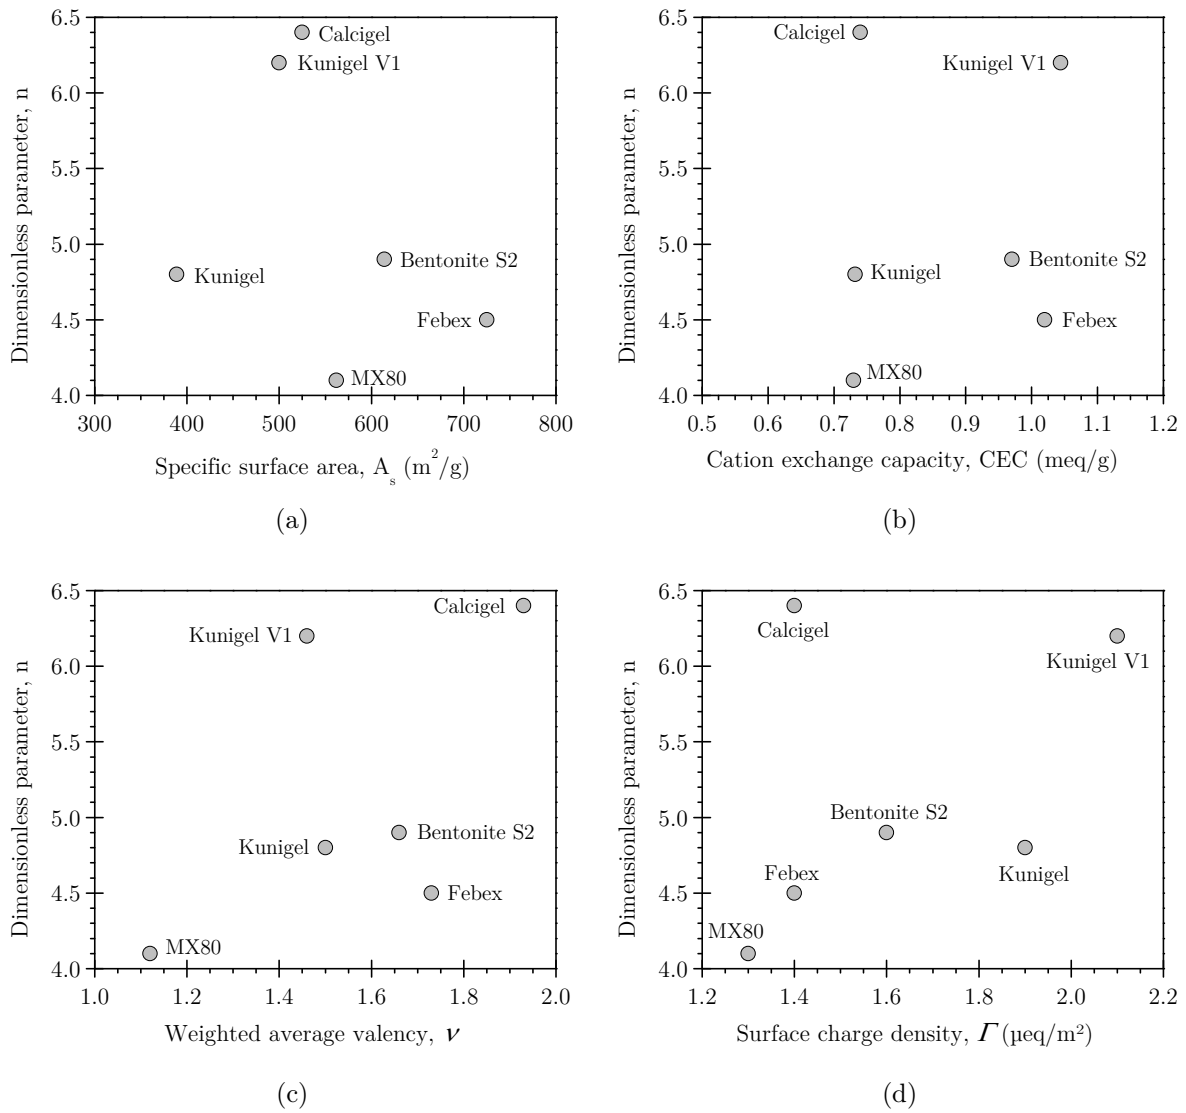 6.5
6.0
5.5
5.0
4.5
4.0
Dimensionless parameter, n
Calcigel
Kunigel V1
Bentonite S2
Kunigel
Febex
MX80
300 400 500 600 700 800
Specific surface area, A_s (m²/g)
(a)
6.5
6.0
5.5
5.0
4.5
4.0
Dimensionless parameter, n
Calcigel
Kunigel V1
Bentonite S2
Kunigel
Febex
MX80
0.5 0.6 0.7 0.8 0.9 1.0 1.1 1.2
Cation exchange capacity, CEC (meq/g)
(b)
6.5
6.0
5.5
5.0
4.5
4.0
Dimensionless parameter, n
Calcigel
Kunigel V1
Bentonite S2
Kunigel
Febex
MX80
1.0 1.2 1.4 1.6 1.8 2.0
Weighted average valency, ν
(c)
6.5
6.0
5.5
5.0
4.5
4.0
Dimensionless parameter, n
Calcigel
Kunigel V1
Bentonite S2
Kunigel
Febex
MX80
1.2 1.4 1.6 1.8 2.0 2.2
Surface charge density, Γ (µeq/m²)
(d)